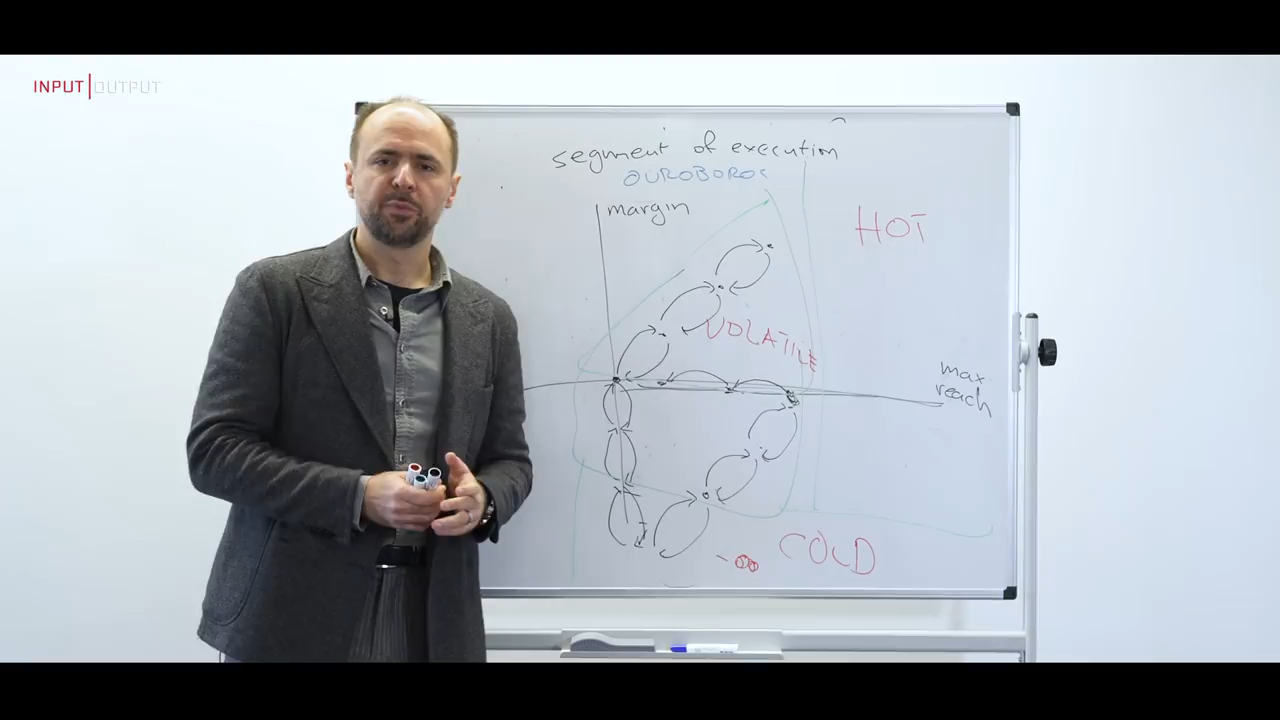 INPUT|OUTPUT
segment of execution
OUROBOROS
margin
HOT
VOLATILE
max
reach
COLD